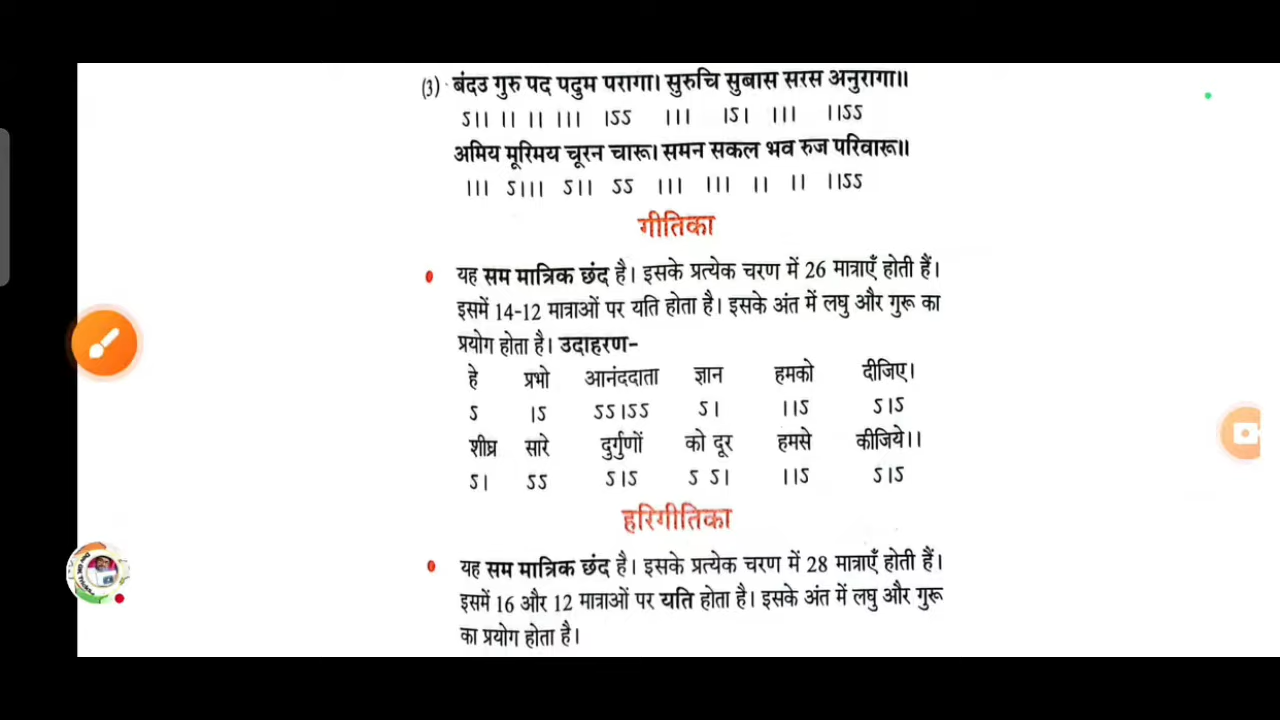 (3) बंदउ गुरु पद पदुम परागा। सुरुचि सुबास सरस अनुरागा॥
ऽ।। ।। ।। ।।। ।ऽऽ ।।। ।ऽ। ।।। ।।ऽऽ
अमिय मूरिमय चूरन चारू। समन सकल भव रुज परिवारू॥
।।। ऽ।।। ऽ।। ऽऽ ।।। ।।। ।। ।। ।।ऽऽ
गीतिका
• यह सम मात्रिक छंद है। इसके प्रत्येक चरण में 26 मात्राएँ होती हैं।
इसमें 14-12 मात्राओं पर यति होता है। इसके अंत में लघु और गुरू का
प्रयोग होता है। उदाहरण-
हे प्रभो आनंददाता ज्ञान हमको दीजिए।
ऽ ।ऽ ऽऽ।ऽऽ ऽ। ।।ऽ ऽ।ऽ
शीघ्र सारे दुर्गुणों को दूर हमसे कीजिये।।
ऽ। ऽऽ ऽ।ऽ ऽ ऽ। ।।ऽ ऽ।ऽ
हरिगीतिका
• यह सम मात्रिक छंद है। इसके प्रत्येक चरण में 28 मात्राएँ होती हैं।
इसमें 16 और 12 मात्राओं पर यति होता है। इसके अंत में लघु और गुरू
का प्रयोग होता है।